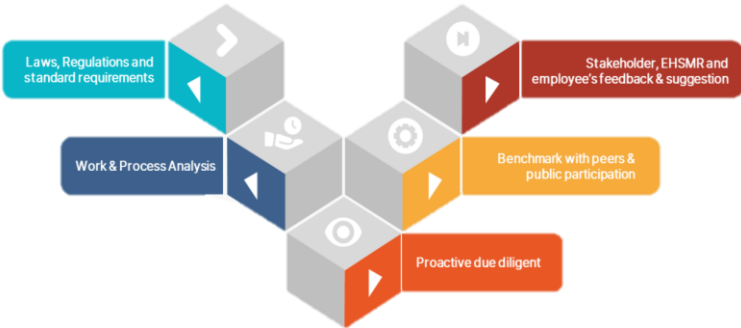 Laws, Regulations and
standard requirements
Stakeholder, EHSMR and
employee's feedback & suggestion
Work & Process Analysis
Benchmark with peers &
public participation
Proactive due diligent